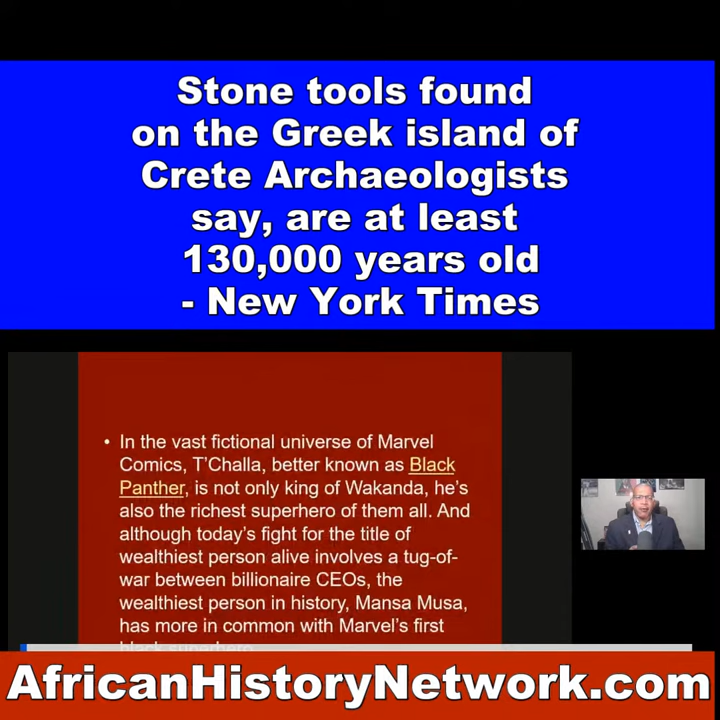 Stone tools found
on the Greek island of
Crete Archaeologists
say, are at least
130,000 years old
- New York Times
• In the vast fictional universe of Marvel
Comics, T'Challa, better known as Black
Panther, is not only king of Wakanda, he's
also the richest superhero of them all. And
although today's fight for the title of
wealthiest person alive involves a tug-of-
war between billionaire CEOs, the
wealthiest person in history, Mansa Musa,
has more in common with Marvel's first
black superhero.
AfricanHistoryNetwork.com